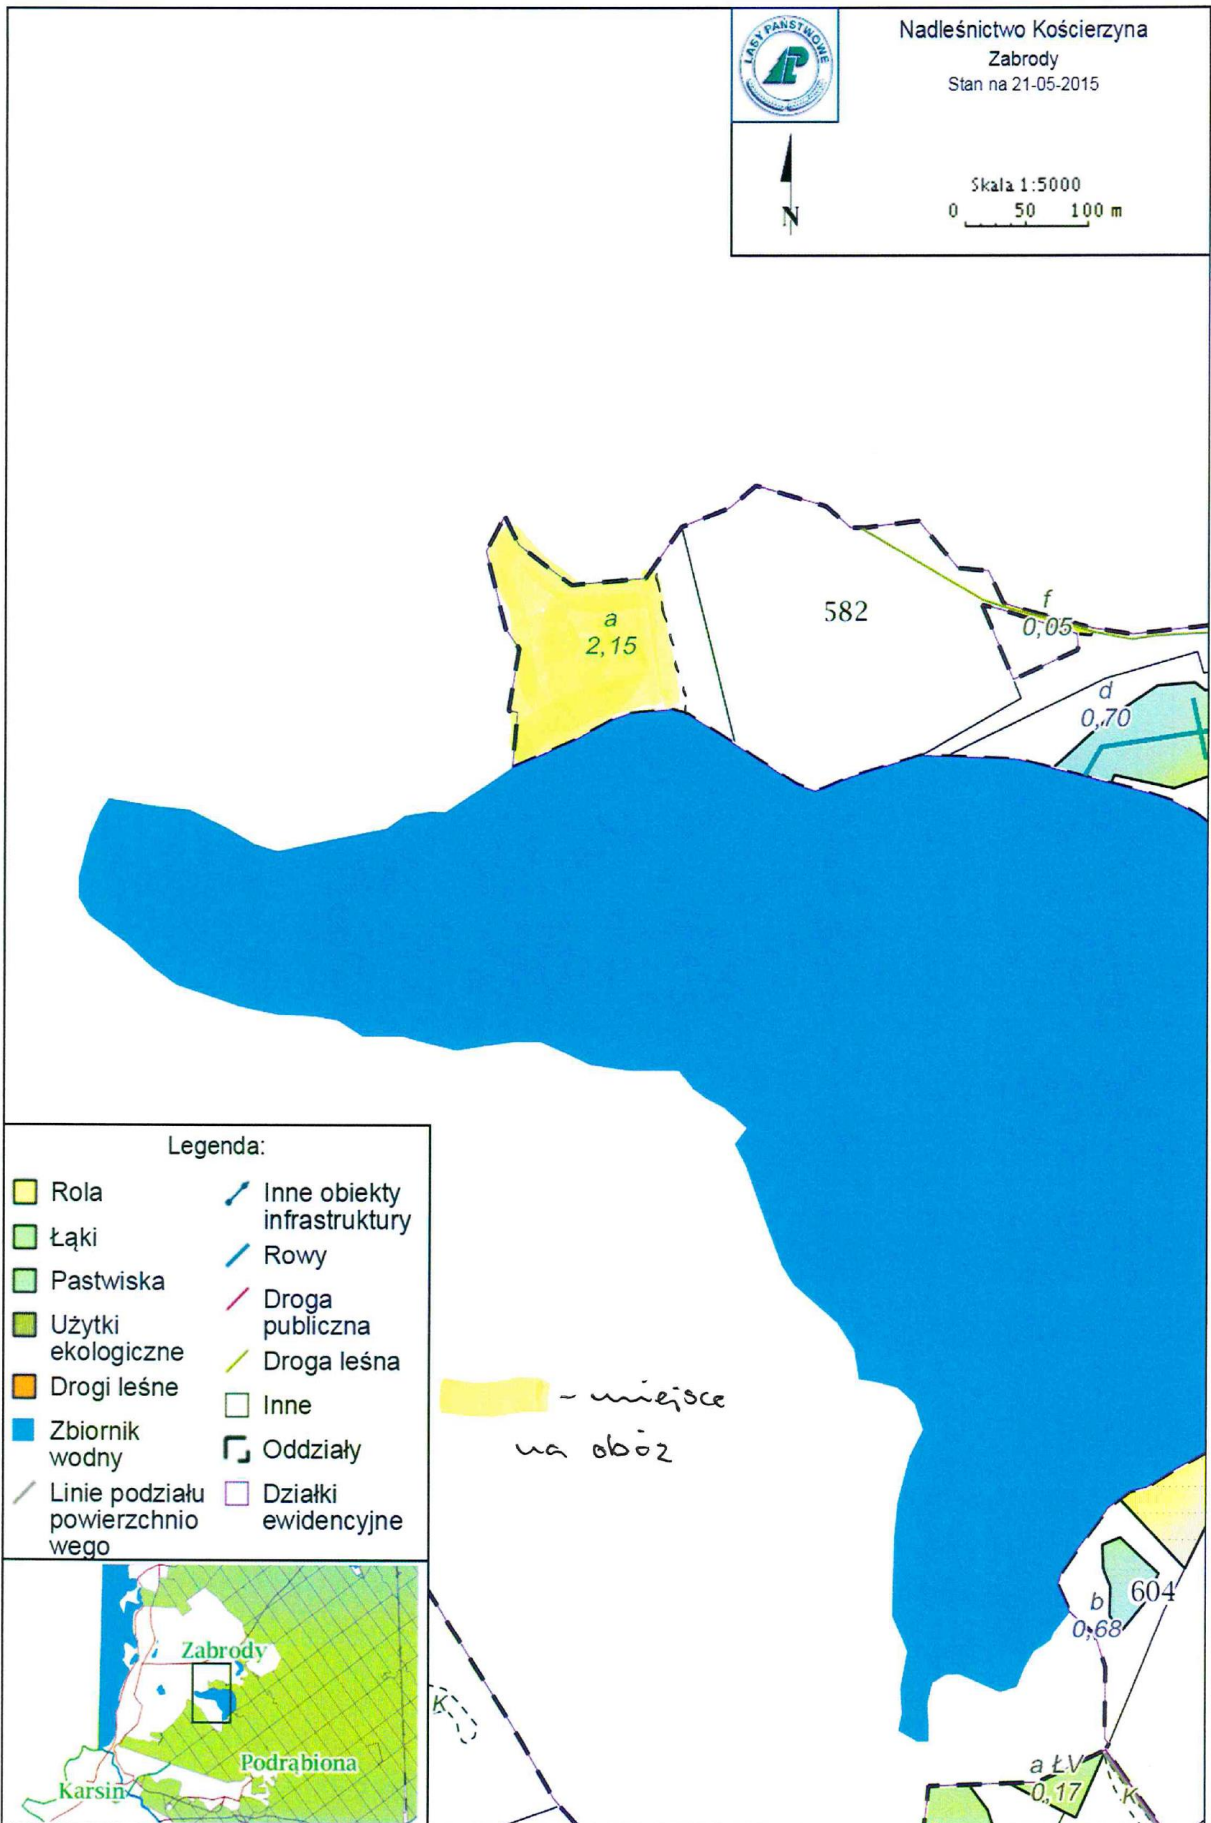 LASY PAŃSTWOWE
Nadleśnictwo Kościerzyna
Zabrody
Stan na 21-05-2015
N
Skala 1:5000
0 50 100 m
a
2,15
582
f
0,05
d
0,70
Legenda:
Rola
Łąki
Pastwiska
Użytki
ekologiczne
Drogi leśne
Zbiornik
wodny
Linie podziału
powierzchnio
wego
Inne obiekty
infrastruktury
Rowy
Droga
publiczna
Droga leśna
Inne
Oddziały
Działki
ewidencyjne
- miejsce
na obóz
604
b
0,68
K
a ŁV
0,17
K
Zabrody
Podrąbiona
Karsin